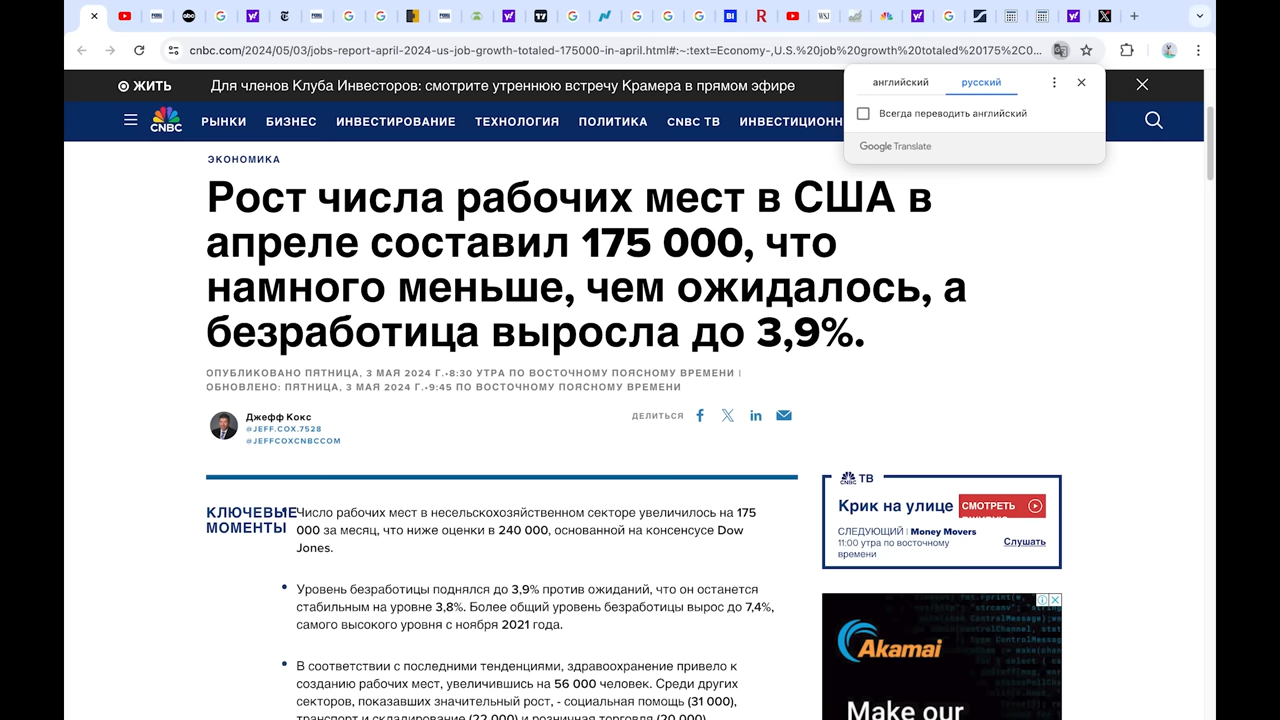 cnbc.com/2024/05/03/jobs-report-april-2024-us-job-growth-totaled-175000-in-april.html#:~:text=Economy-,U.S.%20job%20growth%20totaled%20175%2C0...
ЖИТЬ
Для членов Клуба Инвесторов: смотрите утреннюю встречу Крамера в прямом эфире
английский
русский
Всегда переводить английский
Google Translate
CNBC
РЫНКИ
БИЗНЕС
ИНВЕСТИРОВАНИЕ
ТЕХНОЛОГИЯ
ПОЛИТИКА
CNBC ТВ
ИНВЕСТИЦИОНН
ЭКОНОМИКА
Рост числа рабочих мест в США в
апреле составил 175 000, что
намного меньше, чем ожидалось, а
безработица выросла до 3,9%.
ОПУБЛИКОВАНО ПЯТНИЦА, 3 МАЯ 2024 Г.•8:30 УТРА ПО ВОСТОЧНОМУ ПОЯСНОМУ ВРЕМЕНИ |
ОБНОВЛЕНО: ПЯТНИЦА, 3 МАЯ 2024 Г.•9:45 ПО ВОСТОЧНОМУ ПОЯСНОМУ ВРЕМЕНИ
Джефф Кокс
@JEFF.COX.7528
@JEFFCOXCNBCCOM
ДЕЛИТЬСЯ
КЛЮЧЕВЫЕ
МОМЕНТЫ
Число рабочих мест в несельскохозяйственном секторе увеличилось на 175
000 за месяц, что ниже оценки в 240 000, основанной на консенсусе Dow
Jones.
Уровень безработицы поднялся до 3,9% против ожиданий, что он останется
стабильным на уровне 3,8%. Более общий уровень безработицы вырос до 7,4%,
самого высокого уровня с ноября 2021 года.
В соответствии с последними тенденциями, здравоохранение привело к
рабочих мест, увеличившись на 56 000 человек. Среди других
секторов, показавших значительный рост, - социальная помощь (31 000),
транспорт и складирование (22 000) и розничная торговля (20 000).
CNBC ТВ
Крик на улице
СМОТРЕТЬ
СЛЕДУЮЩИЙ | Money Movers
11:00 утра по восточному
времени
Слушать
Akamai
Make our